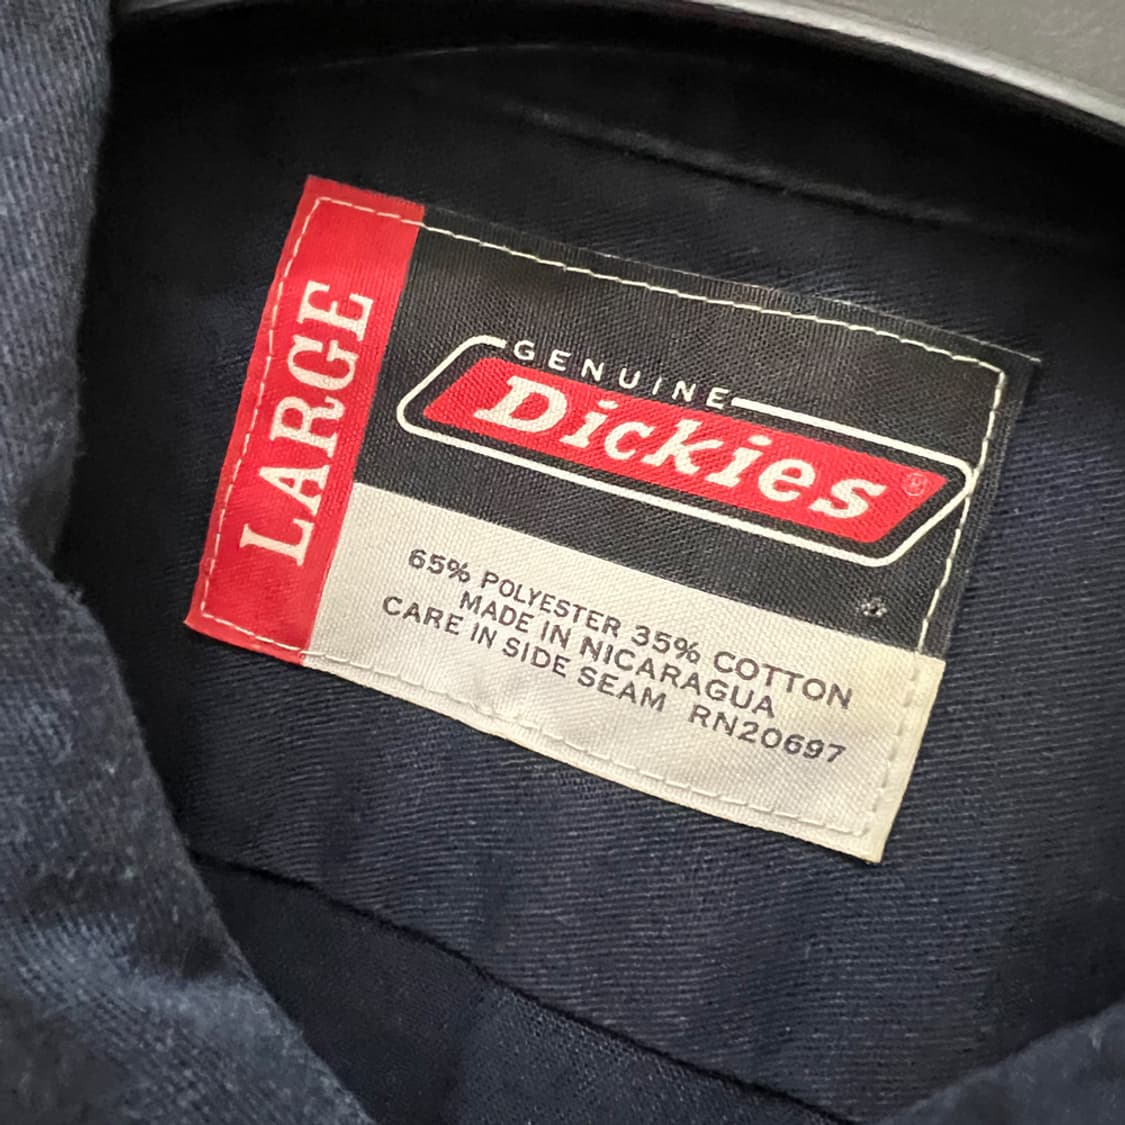 LARGE
GENUINE
Dickies®
65% POLYESTER 35% COTTON
MADE IN NICARAGUA
CARE IN SIDE SEAM RN20697